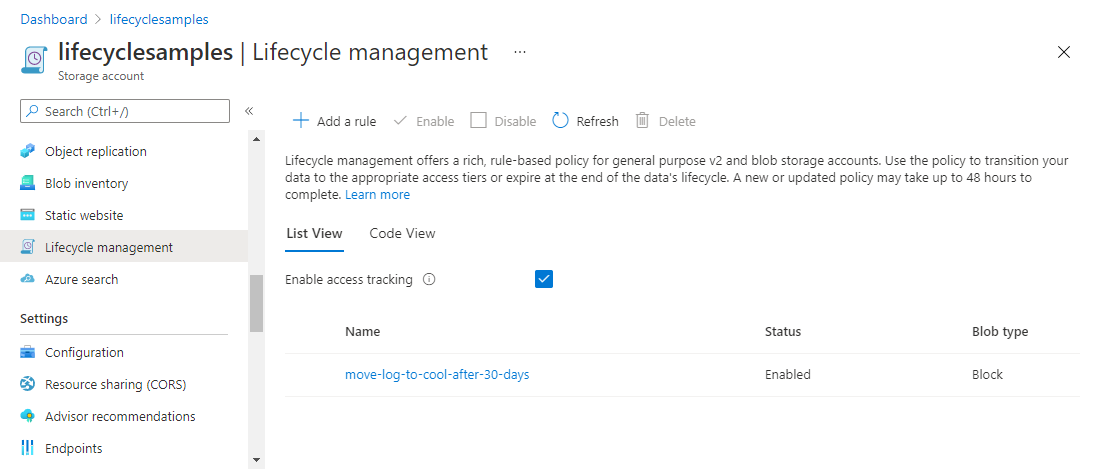 Dashboard > lifecyclesamples
lifecyclesamples | Lifecycle management ...
Storage account
Search (Ctrl+/) «
Object replication
Blob inventory
Static website
Lifecycle management
Azure search
Settings
Configuration
Resource sharing (CORS)
Advisor recommendations
Endpoints
Add a rule Enable Disable Refresh Delete
Lifecycle management offers a rich, rule-based policy for general purpose v2 and blob storage accounts. Use the policy to transition your
data to the appropriate access tiers or expire at the end of the data's lifecycle. A new or updated policy may take up to 48 hours to
complete. Learn more
List View Code View
Enable access tracking
Name Status Blob type
move-log-to-cool-after-30-days Enabled Block